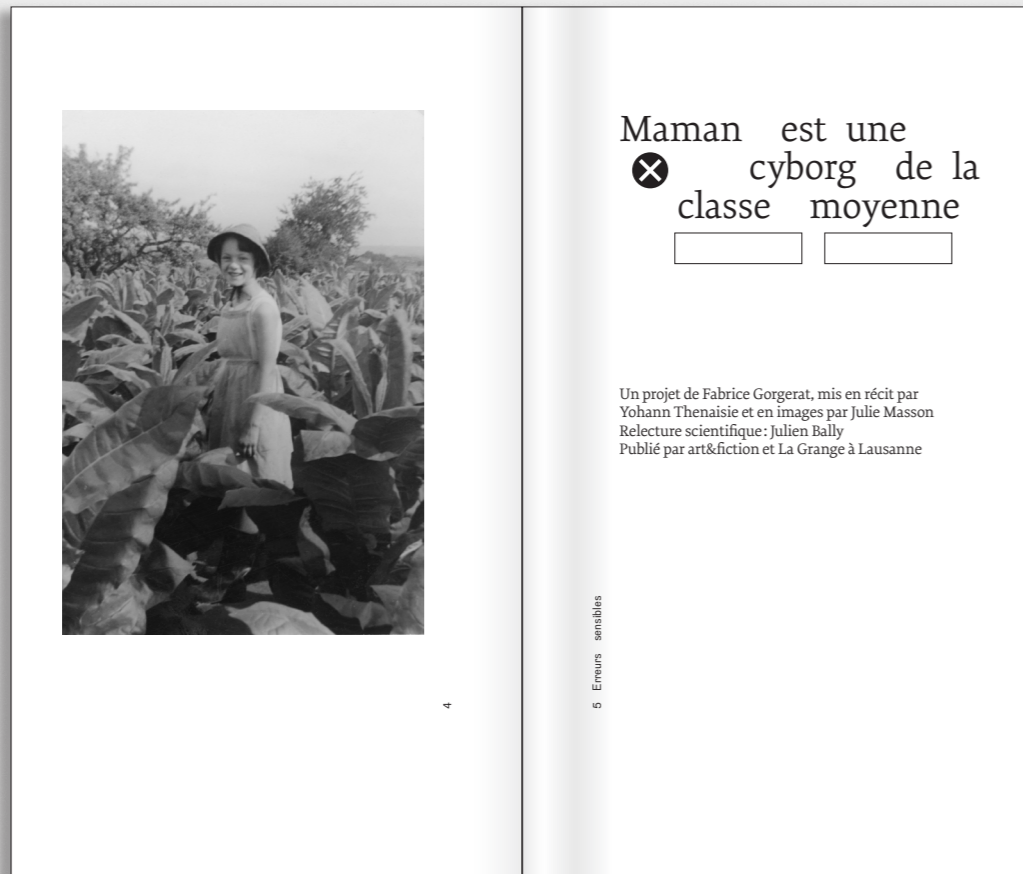 Maman est une
cyborg de la
classe moyenne
Un projet de Fabrice Gorgerat, mis en récit par
Yohann Thenaisie et en images par Julie Masson
Relecture scientifique : Julien Bally
Publié par art&fiction et La Grange à Lausanne
4
5 Erreurs sensibles